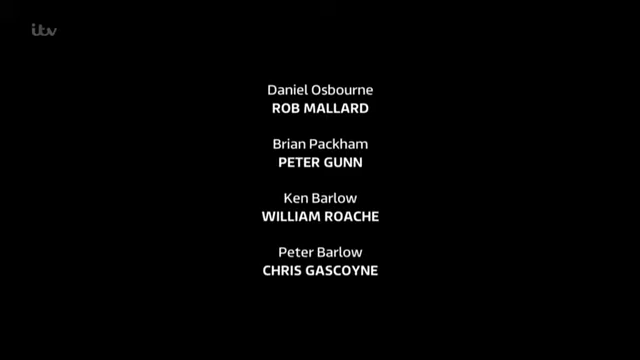 itv
Daniel Osbourne
ROB MALLARD
Brian Packham
PETER GUNN
Ken Barlow
WILLIAM ROACHE
Peter Barlow
CHRIS GASCOYNE